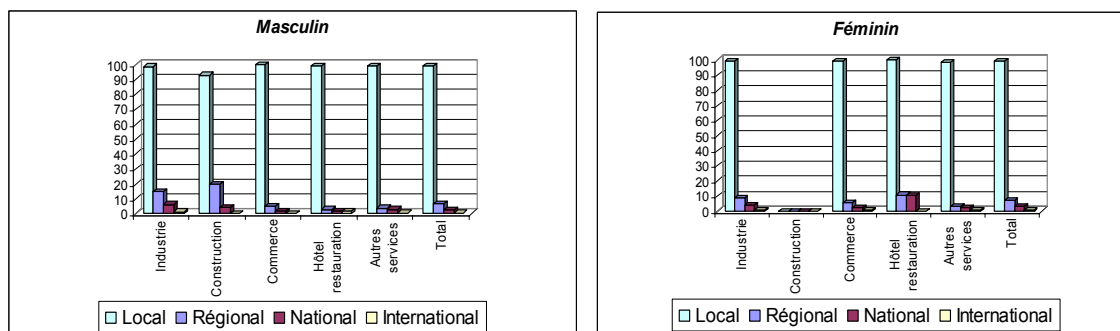 Masculin
100
90
80
70
60
50
40
30
20
10
0
Industrie
Construction
Commerce
Hôtel
restauration
Autres
services
Total
Local Régional National International
Féminin
100
90
80
70
60
50
40
30
20
10
0
Industrie
Construction
Commerce
Hôtel
restauration
Autres
services
Total
Local Régional National International